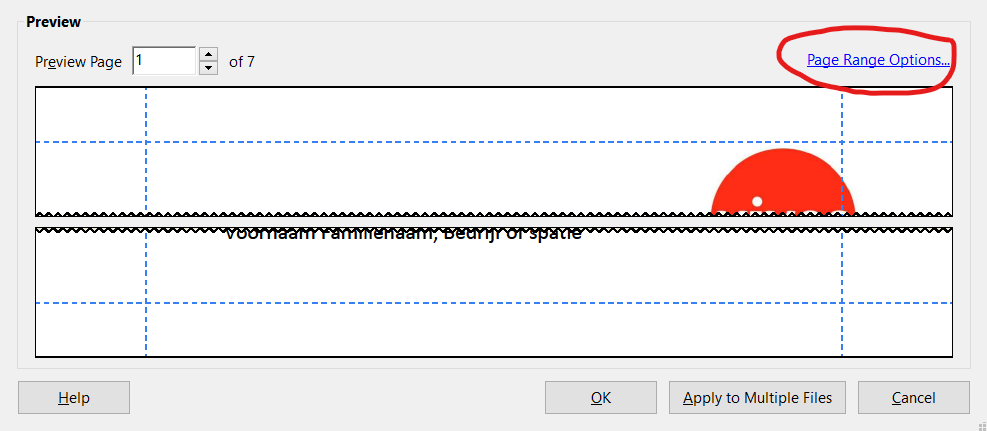 Preview
Preview Page 1 of 7 Page Range Options...
Voornaam Familienaam, Bedrijf of spatie
Help OK Apply to Multiple Files Cancel